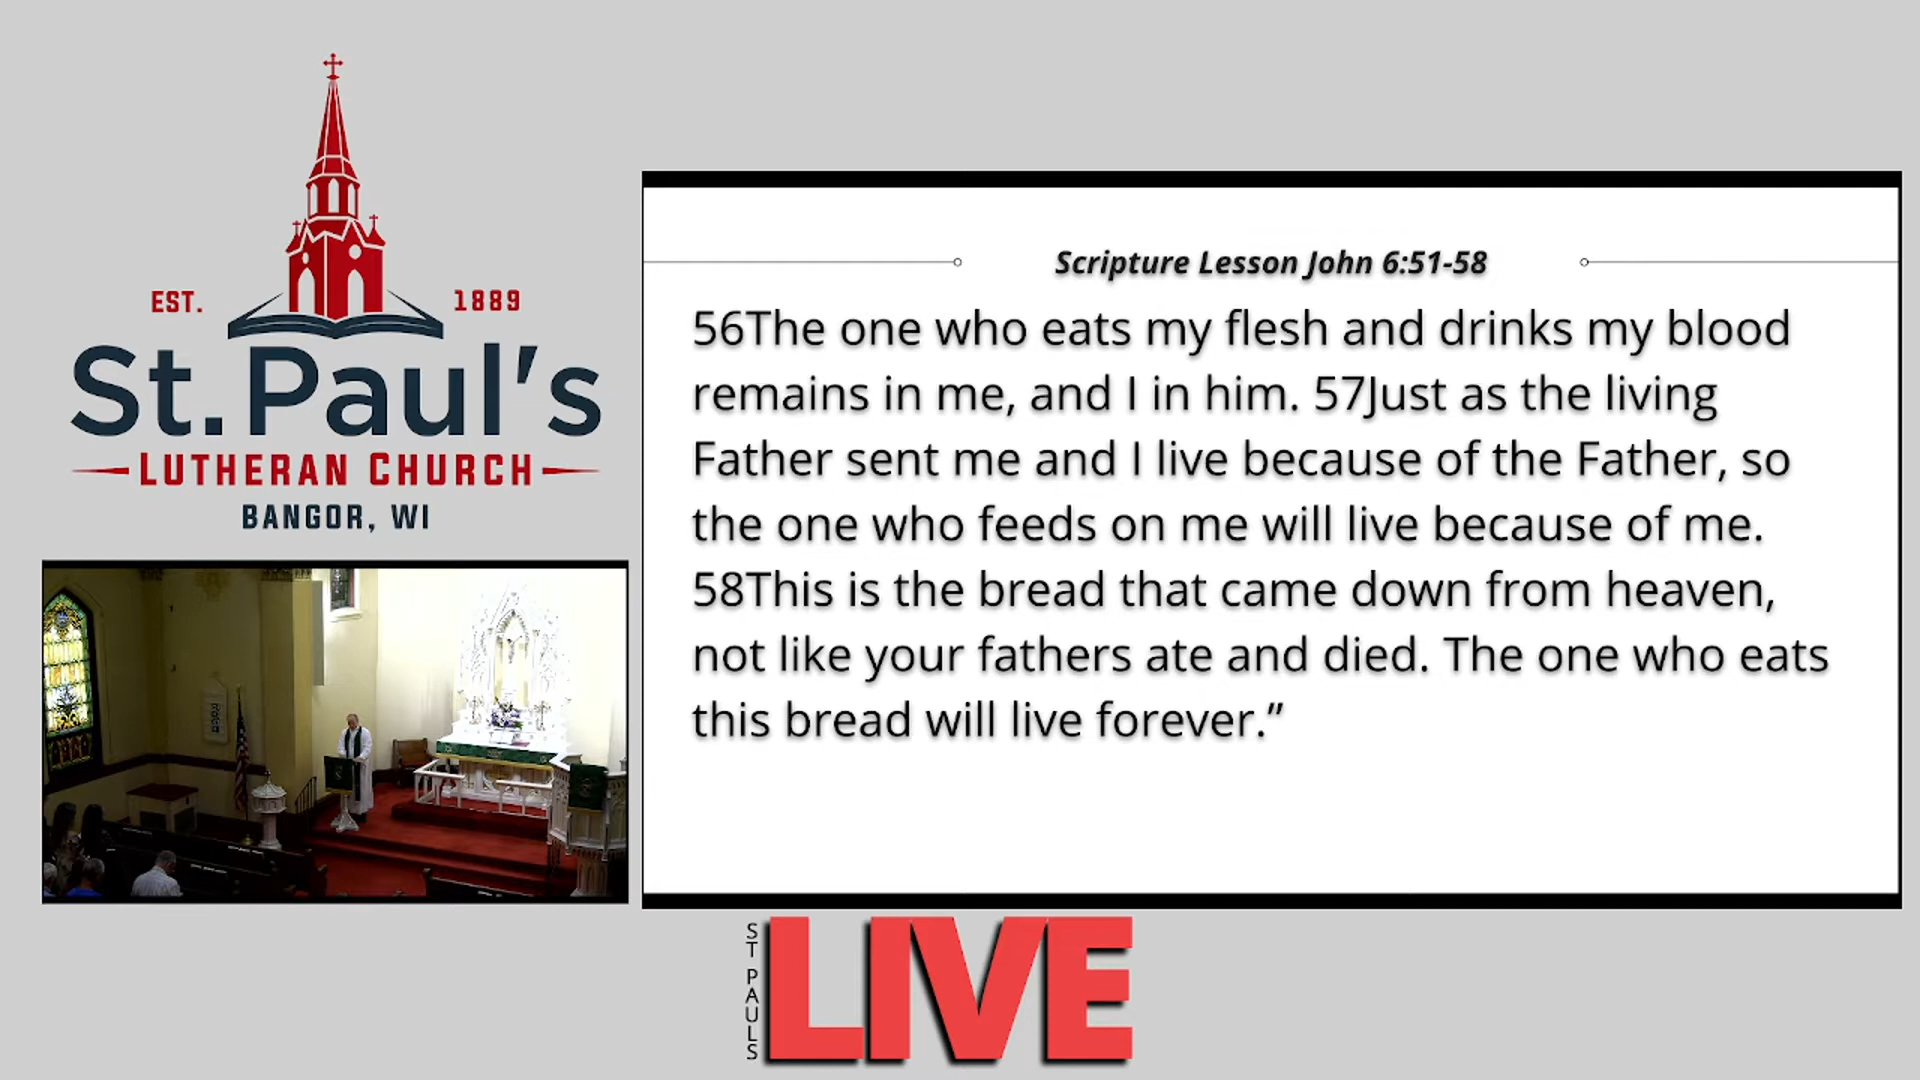 EST. 1889
St. Paul's
LUTHERAN CHURCH
BANGOR, WI
Scripture Lesson John 6:51-58
56The one who eats my flesh and drinks my blood
remains in me, and I in him. 57Just as the living
Father sent me and I live because of the Father, so
the one who feeds on me will live because of me.
58This is the bread that came down from heaven,
not like your fathers ate and died. The one who eats
this bread will live forever.”
ST PAULS
LIVE